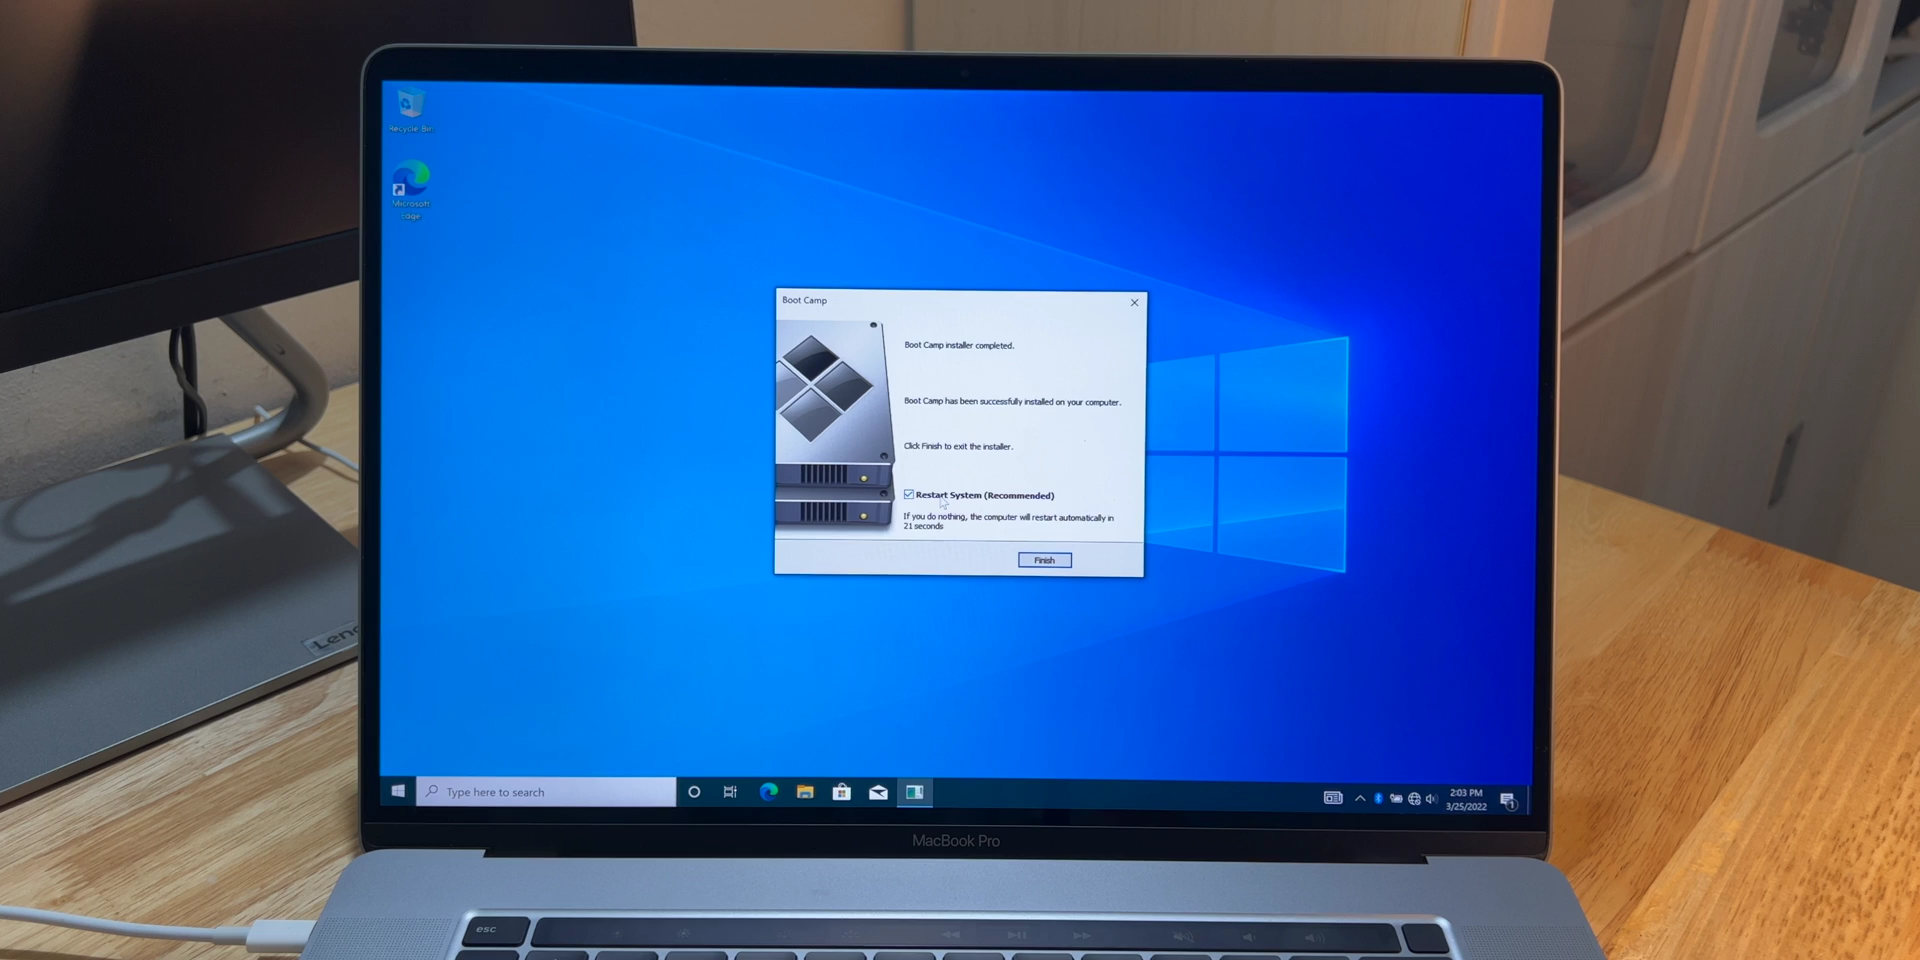 Recycle Bin
Microsoft
Edge
Boot Camp
Boot Camp installer completed.
Boot Camp has been successfully installed on your computer.
Click Finish to exit the installer.
Restart System (Recommended)
If you do nothing, the computer will restart automatically in
21 seconds
Finish
Type here to search
2:03 PM
3/25/2022
1
MacBook Pro
esc